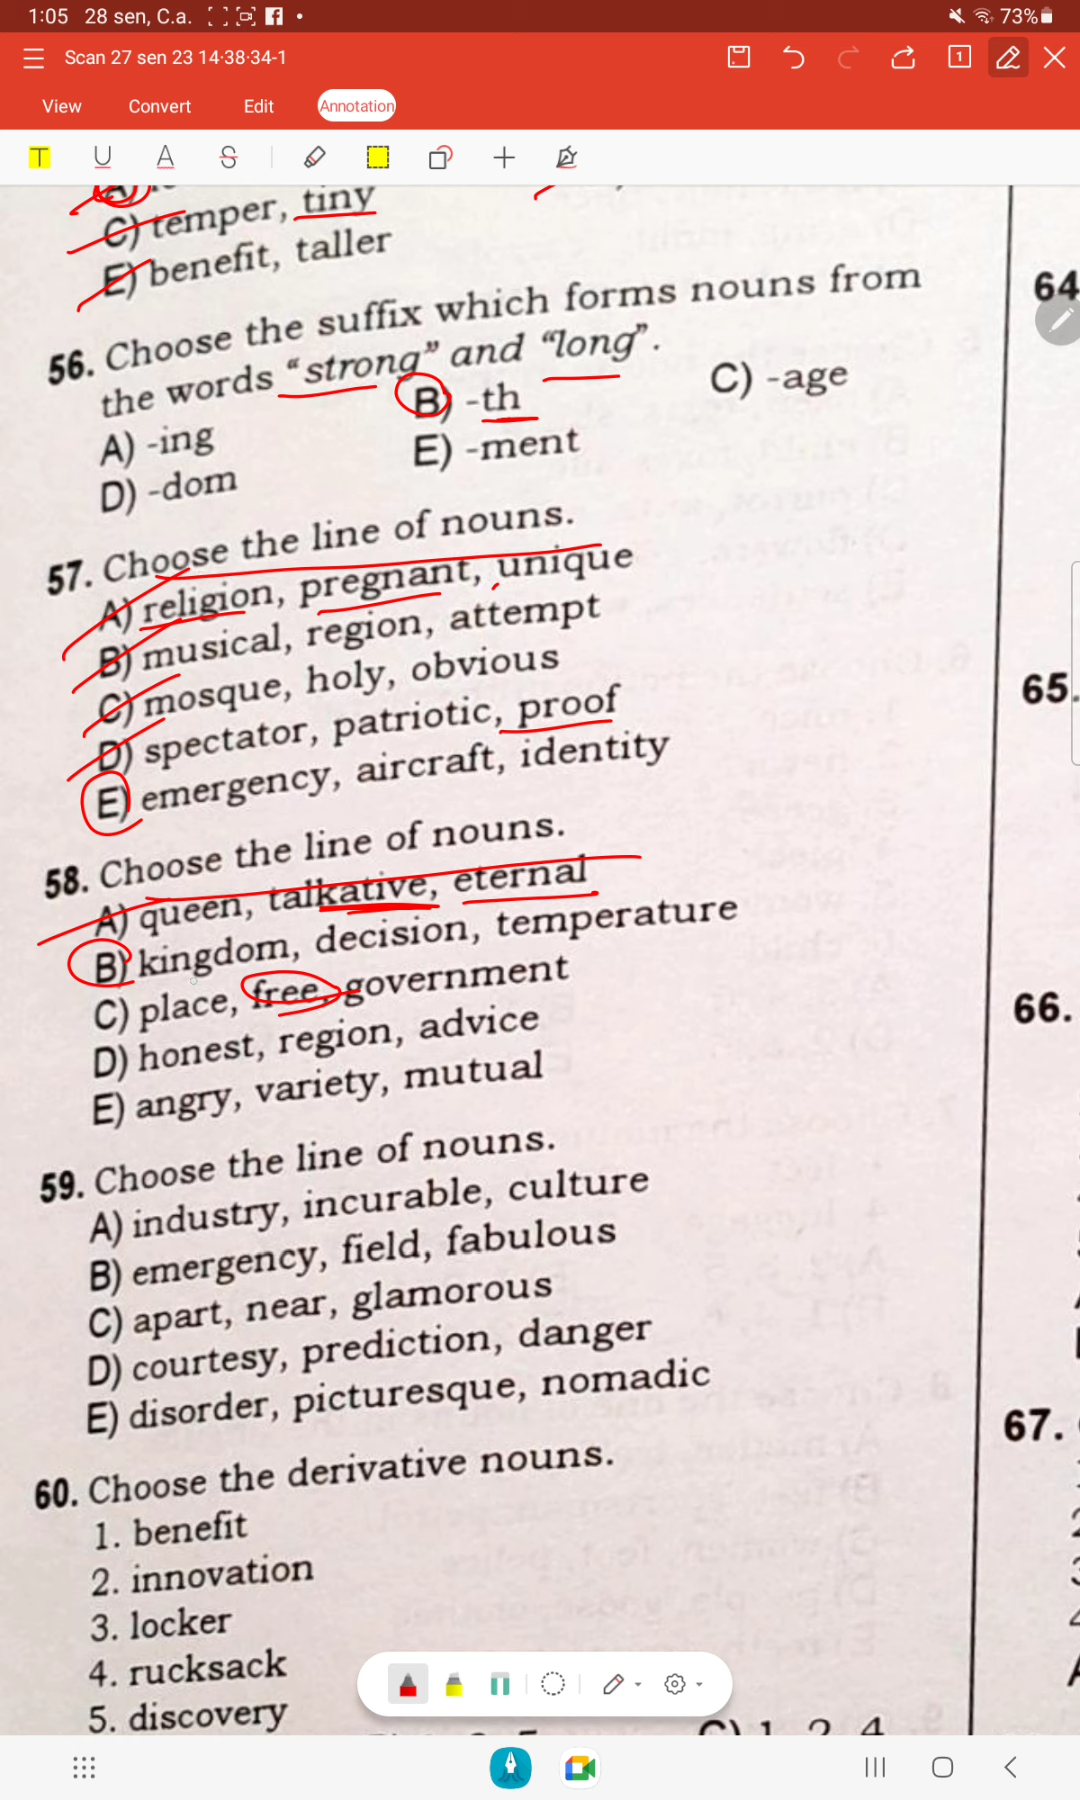 1:05 28 sen, C.a.
73%
Scan 27 sen 23 14-38-34-1
1
View Convert Edit Annotation
T U A S
C) temper, tiny
E) benefit, taller
56. Choose the suffix which forms nouns from
the words “strong” and “long”.
A) -ing B) -th C) -age
D) -dom E) -ment
57. Choose the line of nouns.
A) religion, pregnant, unique
B) musical, region, attempt
C) mosque, holy, obvious
D) spectator, patriotic, proof
E) emergency, aircraft, identity
58. Choose the line of nouns.
A) queen, talkative, eternal
B) kingdom, decision, temperature
C) place, free, government
D) honest, region, advice
E) angry, variety, mutual
59. Choose the line of nouns.
A) industry, incurable, culture
B) emergency, field, fabulous
C) apart, near, glamorous
D) courtesy, prediction, danger
E) disorder, picturesque, nomadic
60. Choose the derivative nouns.
1. benefit
2. innovation
3. locker
4. rucksack
5. discovery
C) 1, 2, 4
64
65.
66.
67.